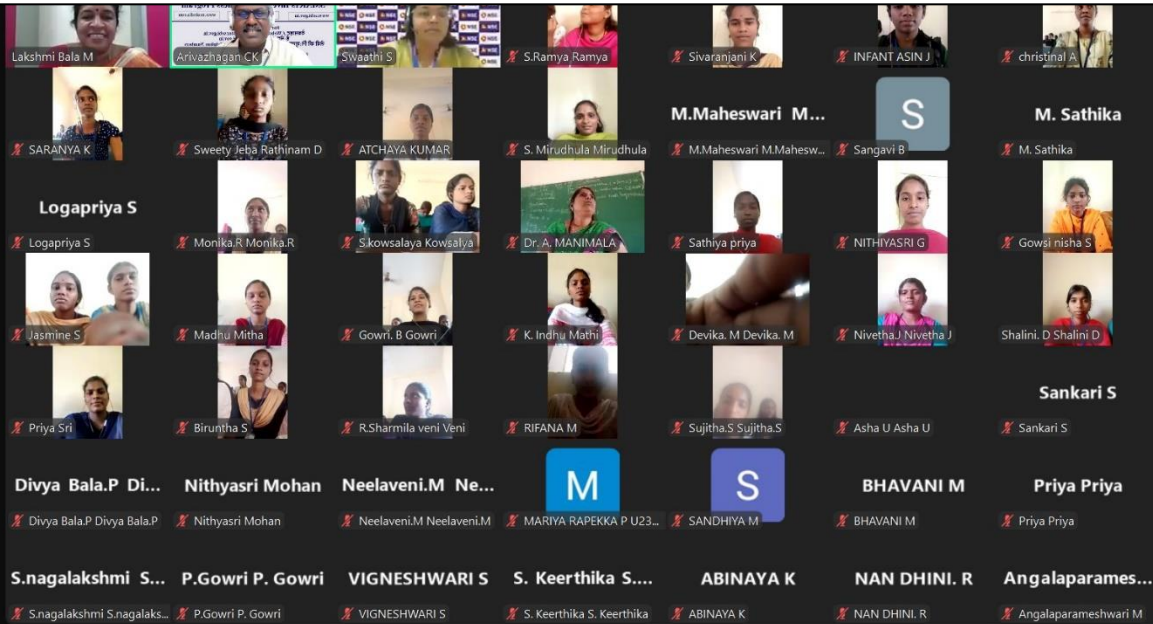 NSE NSE NSE
Lakshmi Bala M
Arivazhagan CK
Swaathi S
S.Ramya Ramya
Sivaranjani K
INFANT ASIN J
christinal A
M.Maheswari M...
S
M. Sathika
SARANYA K
Sweety Jeba Rathinam D
ATCHAYA KUMAR
S. Mirudhula Mirudhula
M.Maheswari M.Mahesw...
Sangavi B
M. Sathika
Logapriya S
Logapriya S
Monika.R Monika.R
S.kowsalaya Kowsalya
Dr. A. MANIMALA
Sathiya priya
NITHIYASRI G
Gowsi nisha S
Jasmine S
Madhu Mitha
Gowri. B Gowri
K. Indhu Mathi
Devika. M Devika. M
Nivetha.J Nivetha J
Shalini. D Shalini D
Sankari S
Priya Sri
Biruntha S
R.Sharmila veni Veni
RIFANA M
Sujitha.S Sujitha.S
Asha U Asha U
Sankari S
Divya Bala.P Di...
Nithyasri Mohan
Neelaveni.M Ne...
M
S
BHAVANI M
Priya Priya
Divya Bala.P Divya Bala.P
Nithyasri Mohan
Neelaveni.M Neelaveni.M
MARIYA RAPEKKA P U23...
SANDHIYA M
BHAVANI M
Priya Priya
S.nagalakshmi S...
P.Gowri P. Gowri
VIGNESHWARI S
S. Keerthika S....
ABINAYA K
NAN DHINI. R
Angalaparames...
S.nagalakshmi S.nagalaks...
P.Gowri P. Gowri
VIGNESHWARI S
S. Keerthika S. Keerthika
ABINAYA K
NAN DHINI. R
Angalaparameshwari M